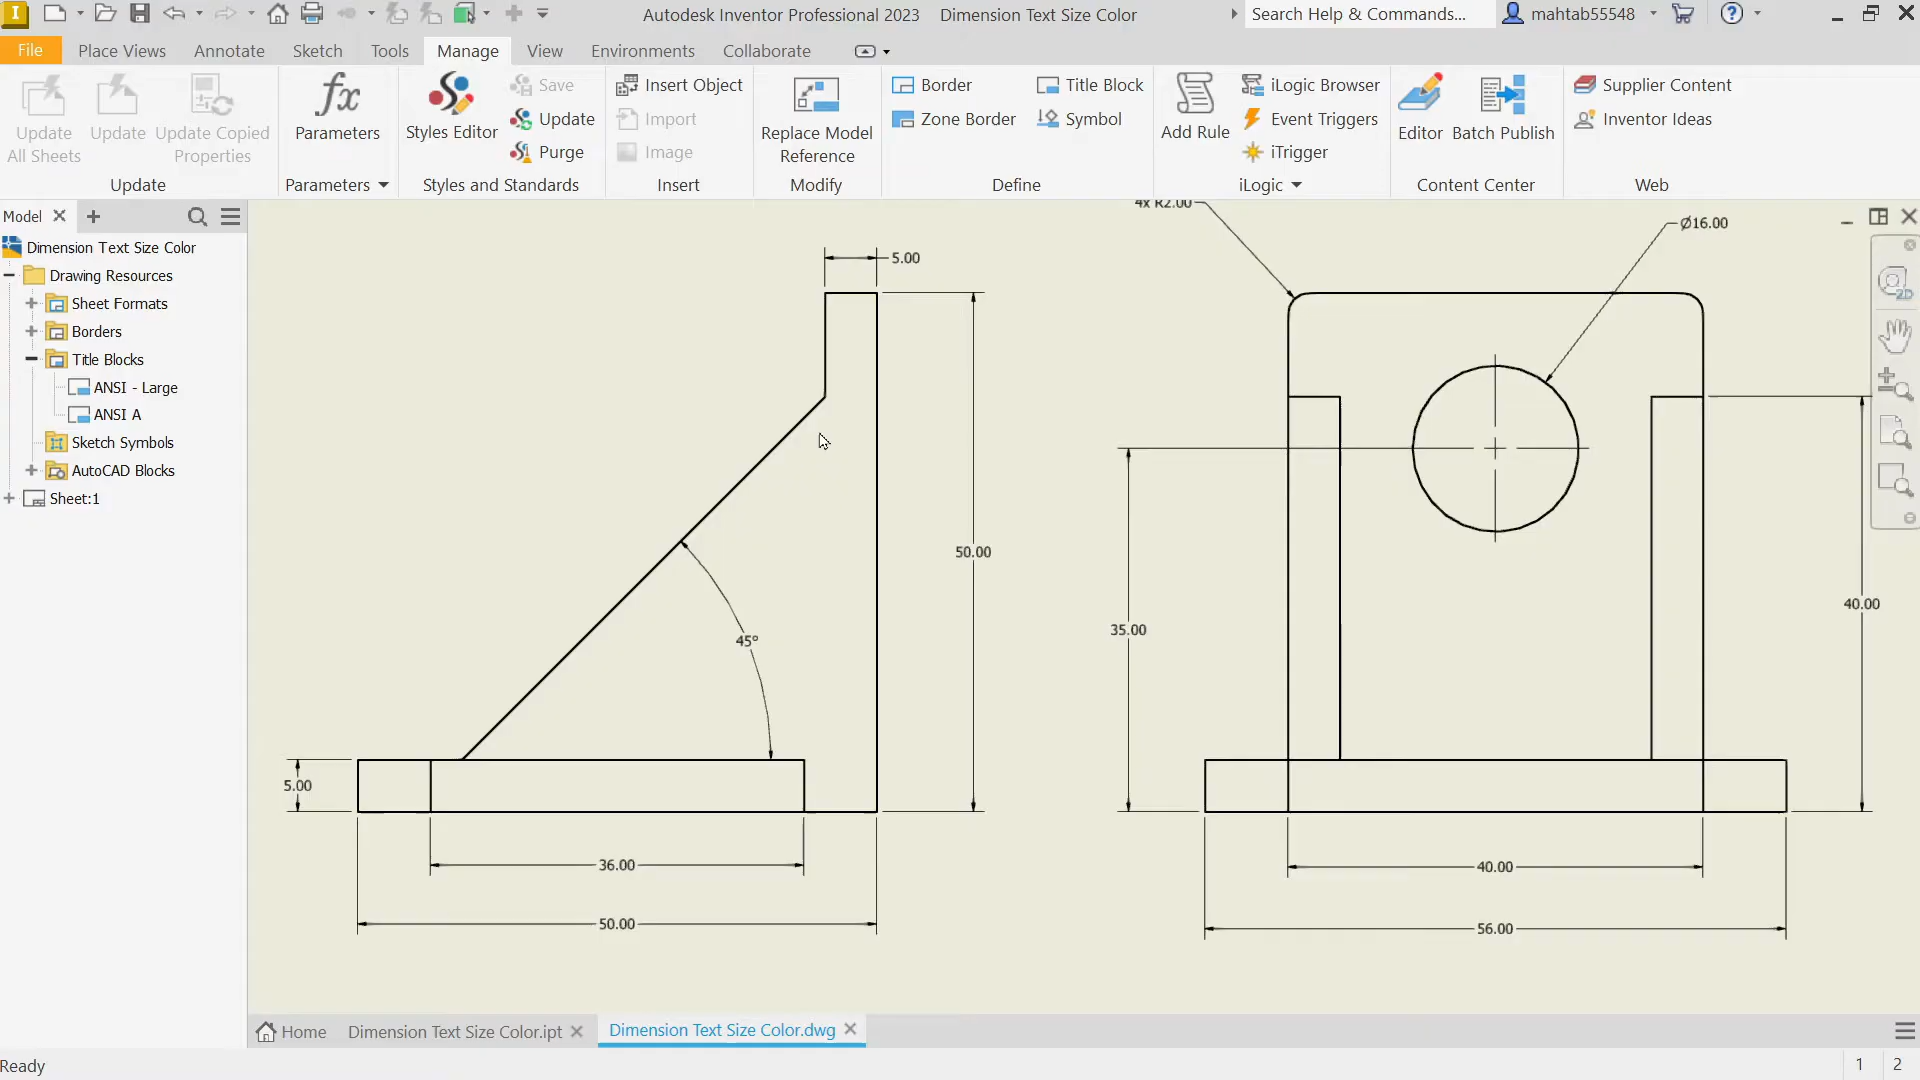 I Autodesk Inventor Professional 2023 Dimension Text Size Color Search Help & Commands... mahtab55548
File Place Views Annotate Sketch Tools Manage View Environments Collaborate
Update All Sheets
Update
Update Copied Properties
Update
fx
Parameters
Parameters
Styles Editor
Save
Update
Purge
Styles and Standards
Insert Object
Import
Image
Insert
Replace Model Reference
Modify
Border
Zone Border
Title Block
Symbol
Define
Add Rule
iLogic Browser
Event Triggers
iTrigger
iLogic
Editor
Batch Publish
Content Center
Supplier Content
Inventor Ideas
Web
Model
Dimension Text Size Color
Drawing Resources
Sheet Formats
Borders
Title Blocks
ANSI - Large
ANSI A
Sketch Symbols
AutoCAD Blocks
Sheet:1
5.00
50.00
45°
5.00
36.00
50.00
4x R2.00
Ø16.00
35.00
40.00
40.00
56.00
2D
Home Dimension Text Size Color.ipt Dimension Text Size Color.dwg
Ready 1 2